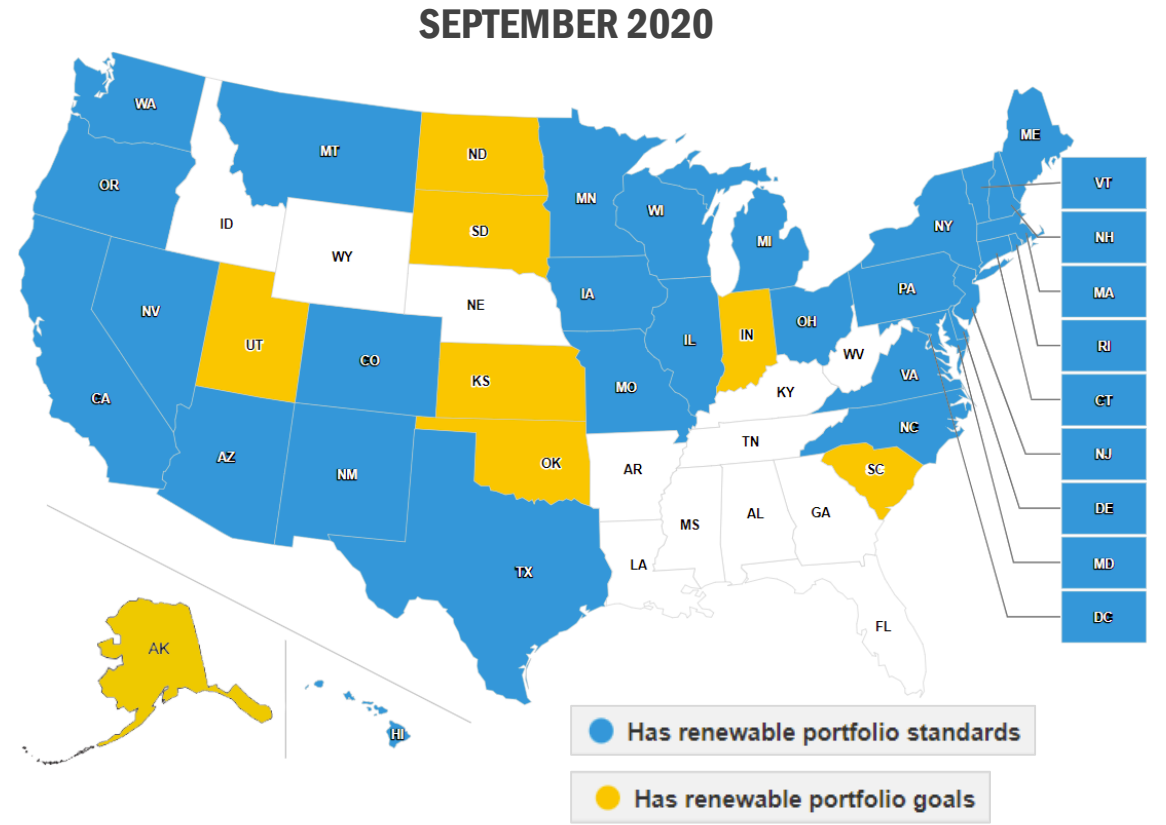 SEPTEMBER 2020
WA
MT
ND
ME
OR
MN
VT
ID
SD
WI
MI
NY
NH
WY
NE
IA
PA
MA
NV
UT
CO
IL
IN
OH
RI
KS
MO
WV
VA
KY
CA
CT
AZ
NM
OK
AR
TN
NC
SC
NJ
MS
AL
GA
DE
TX
LA
MD
FL
DC
AK
HI
Has renewable portfolio standards
Has renewable portfolio goals